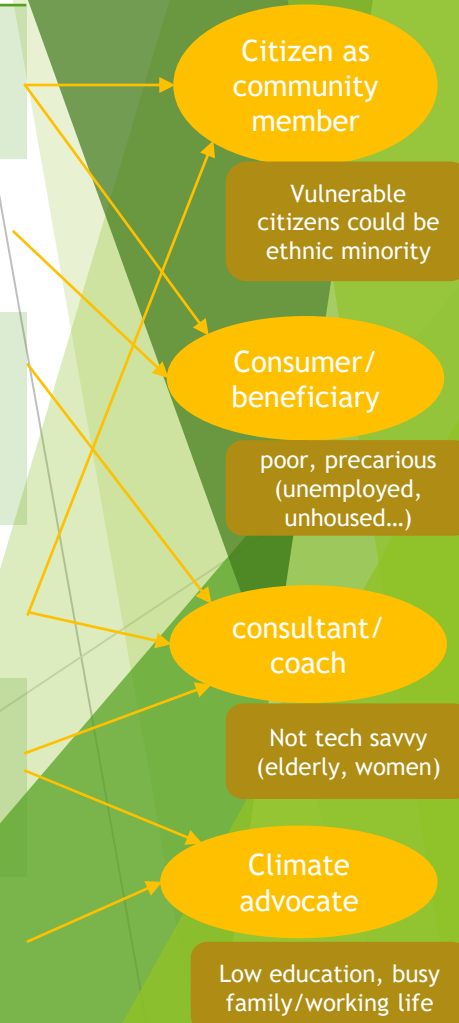 Citizen as
community
member
Vulnerable
citizens could be
ethnic minority
Consumer/
beneficiary
poor, precarious
(unemployed,
unhoused…)
consultant/
coach
Not tech savvy
(elderly, women)
Climate
advocate
Low education, busy
family/working life